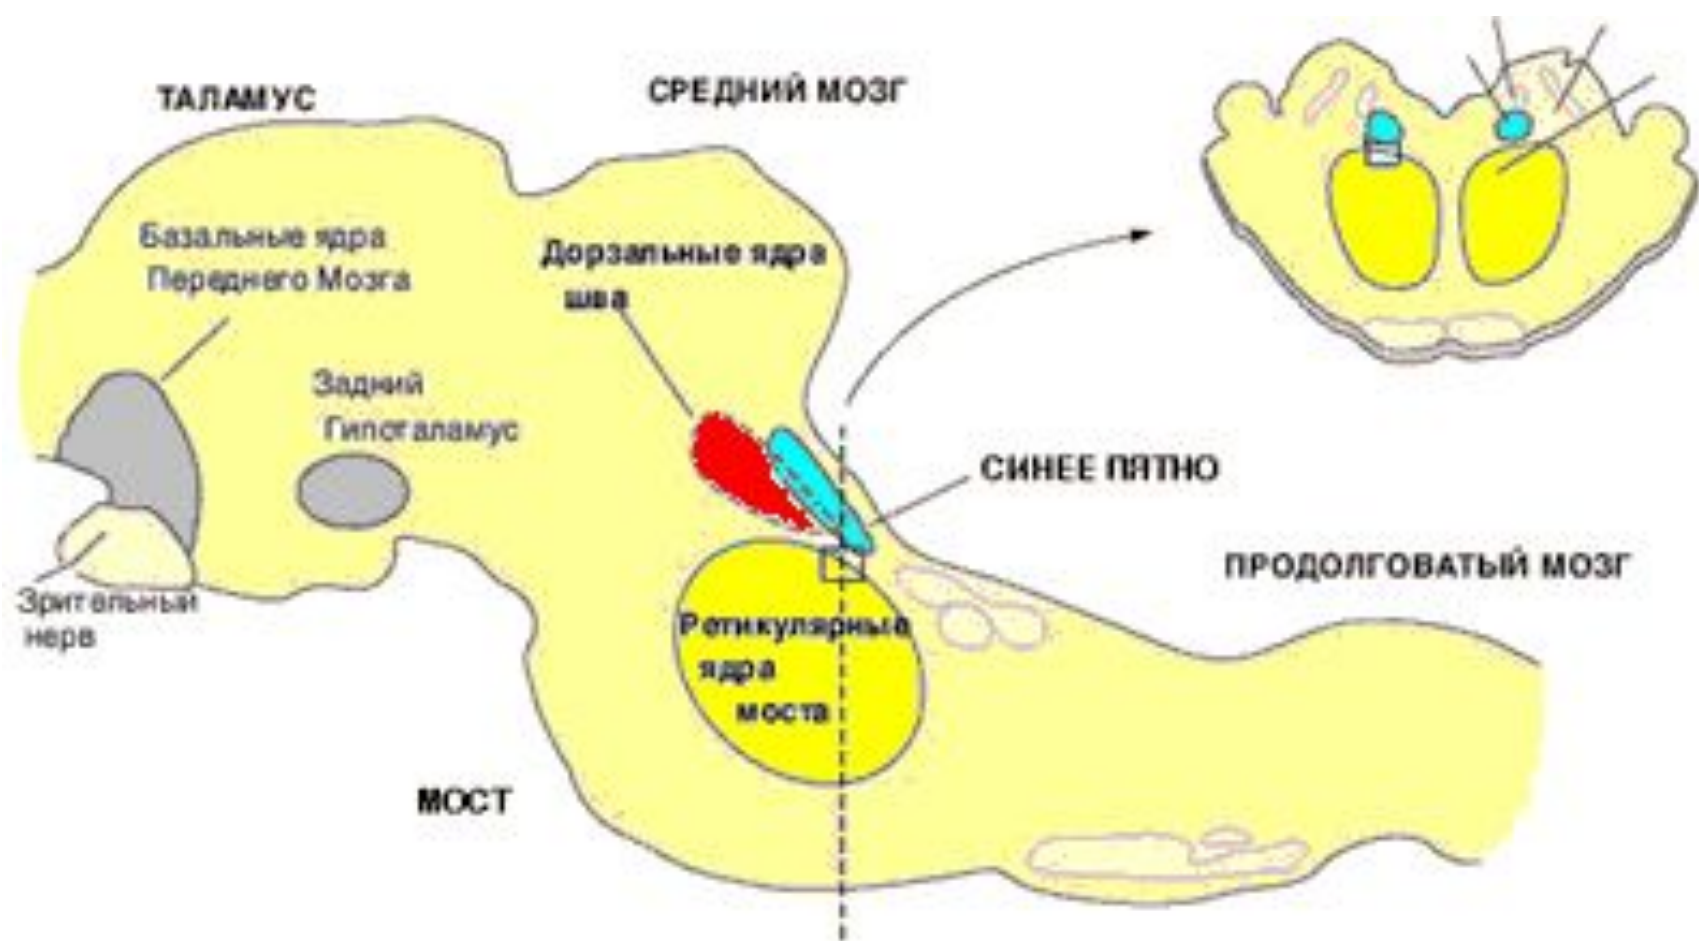 ТАЛАМУС
СРЕДНИЙ МОЗГ
Базальные ядра
Переднего Мозга
Дорзальные ядра
шва
Задний
Гипоталамус
СИНЕЕ ПЯТНО
ПРОДОЛГОВАТЫЙ МОЗГ
Зрительный
нерв
Ретикулярные
ядра
моста
МОСТ